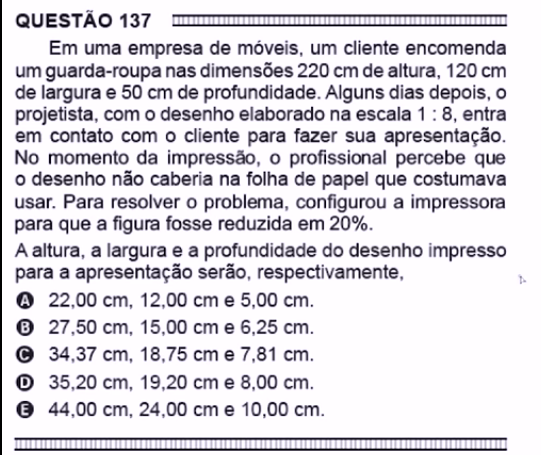 QUESTÃO 137
Em uma empresa de móveis, um cliente encomenda
um guarda-roupa nas dimensões 220 cm de altura, 120 cm
de largura e 50 cm de profundidade. Alguns dias depois, o
projetista, com o desenho elaborado na escala 1 : 8, entra
em contato com o cliente para fazer sua apresentação.
No momento da impressão, o profissional percebe que
o desenho não caberia na folha de papel que costumava
usar. Para resolver o problema, configurou a impressora
para que a figura fosse reduzida em 20%.
A altura, a largura e a profundidade do desenho impresso
para a apresentação serão, respectivamente,
A 22,00 cm, 12,00 cm e 5,00 cm.
B 27,50 cm, 15,00 cm e 6,25 cm.
C 34,37 cm, 18,75 cm e 7,81 cm.
D 35,20 cm, 19,20 cm e 8,00 cm.
E 44,00 cm, 24,00 cm e 10,00 cm.